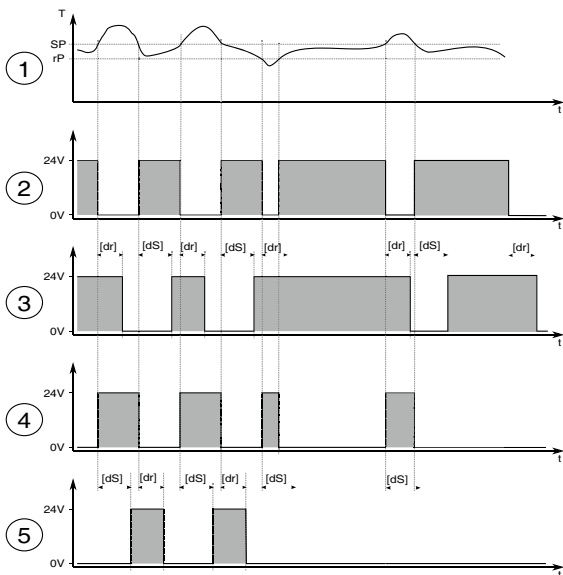 T
SP
rP
1
t
24V
2
0V
t
[dr] [dS] [dr] [dS] [dr] [dr] [dS] [dr]
24V
3
0V
t
24V
4
0V
t
[dS] [dr] [dS] [dr] [dS] [dS]
24V
5
0V
t